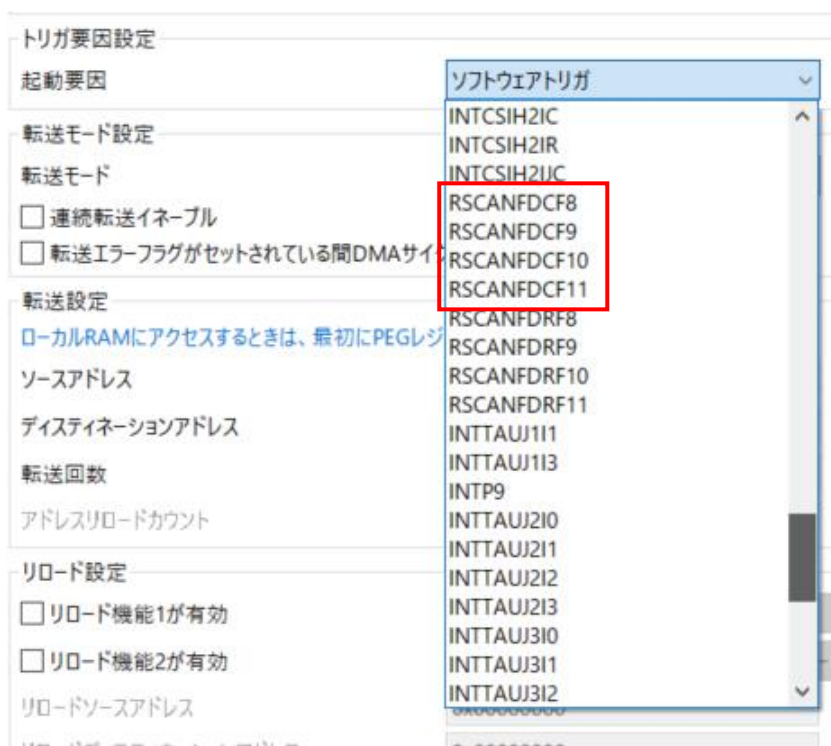 トリガ要因設定
起動要因
ソフトウェアトリガ
転送モード設定
転送モード
連続転送イネーブル
転送エラーフラグがセットされている間DMAサイク
転送設定
ローカルRAMにアクセスするときは、最初にPEGレジ
ソースアドレス
ディスティネーションアドレス
転送回数
アドレスリロードカウント
リロード設定
リロード機能1が有効
リロード機能2が有効
リロードソースアドレス
INTCSIH2IC
INTCSIH2IR
INTCSIH2IJC
RSCANFDCF8
RSCANFDCF9
RSCANFDCF10
RSCANFDCF11
RSCANFDRF8
RSCANFDRF9
RSCANFDRF10
RSCANFDRF11
INTTAUJ1I1
INTTAUJ1I3
INTP9
INTTAUJ2I0
INTTAUJ2I1
INTTAUJ2I2
INTTAUJ2I3
INTTAUJ3I0
INTTAUJ3I1
INTTAUJ3I2